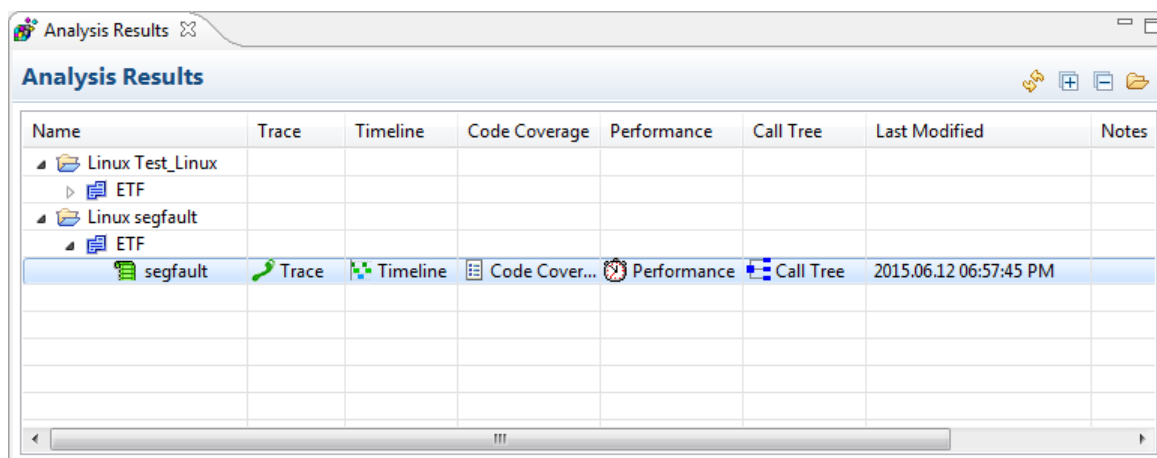 Analysis Results
Analysis Results
Name Trace Timeline Code Coverage Performance Call Tree Last Modified Notes
Linux Test_Linux
ETF
Linux segfault
ETF
segfault Trace Timeline Code Cover... Performance Call Tree 2015.06.12 06:57:45 PM